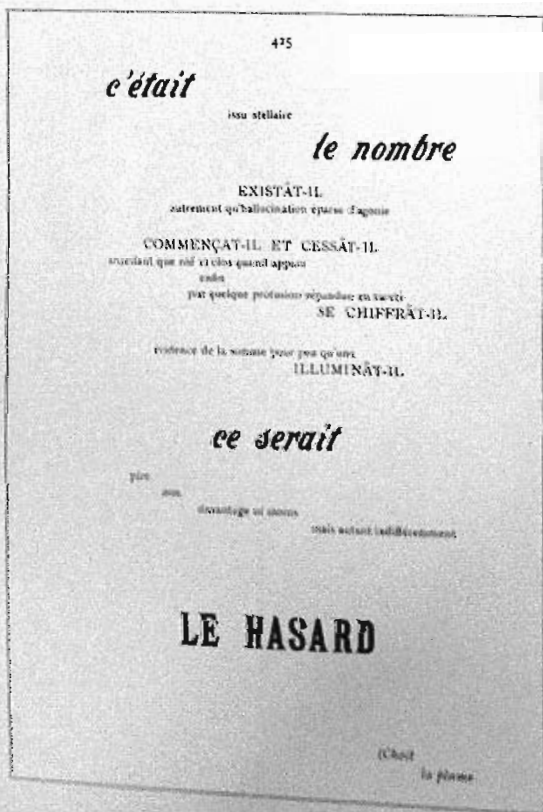 425
c'était
issu stellaire
le nombre
EXISTÂT-IL
autrement qu'hallucination éparse d'agonie
COMMENÇÂT-IL ET CESSÂT-IL
sourdant que nié et clos quand apparu
enfin
par quelque profusion répandue en rareté
SE CHIFFRÂT-IL
évidence de la somme pour peu qu'une
ILLUMINÂT-IL
ce serait
pire
non
davantage ni moins
mais autant indifféremment
LE HASARD
(Choit
la plume